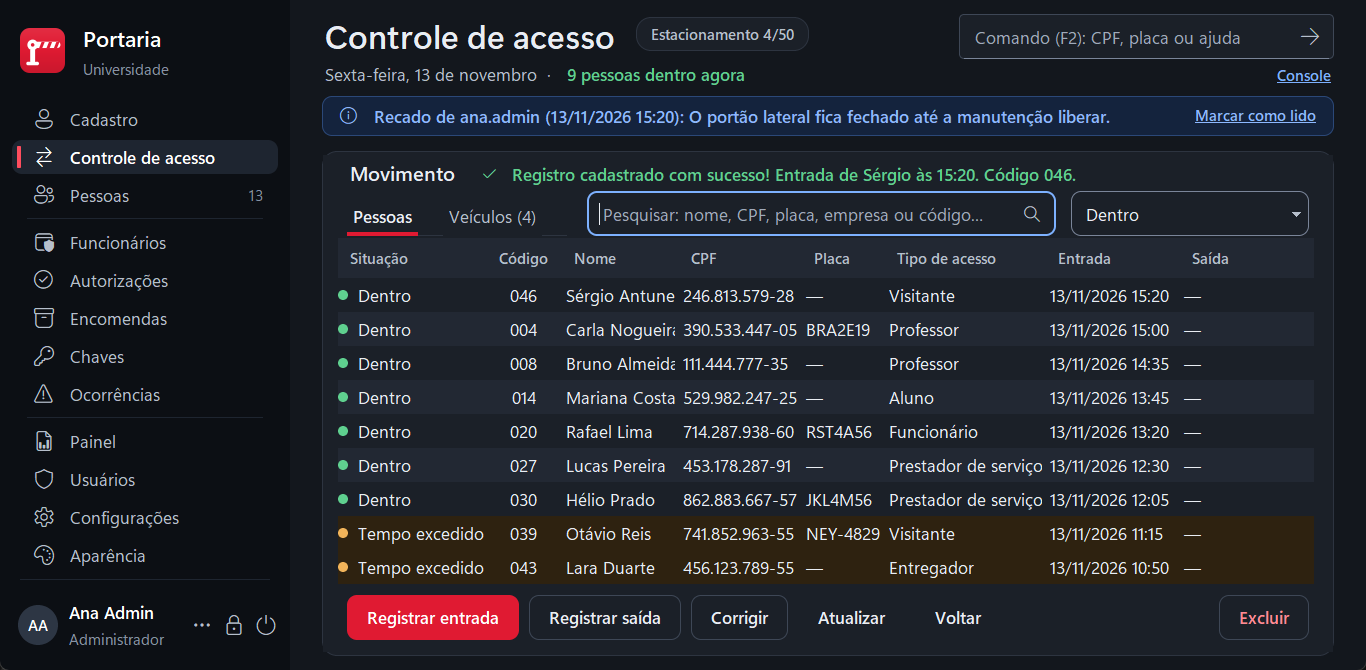 Portaria
Universidade
Cadastro
Controle de acesso
Pessoas 13
Funcionários
Autorizações
Encomendas
Chaves
Ocorrências
Painel
Usuários
Configurações
Aparência
AA Ana Admin
Administrador
Controle de acesso
Estacionamento 4/50
Comando (F2): CPF, placa ou ajuda
Sexta-feira, 13 de novembro · 9 pessoas dentro agora
Console
Recado de ana.admin (13/11/2026 15:20): O portão lateral fica fechado até a manutenção liberar.
Marcar como lido
Movimento
Registro cadastrado com sucesso! Entrada de Sérgio às 15:20. Código 046.
Pessoas
Veículos (4)
Pesquisar: nome, CPF, placa, empresa ou código...
Dentro
Situação Código Nome CPF Placa Tipo de acesso Entrada Saída
Dentro 046 Sérgio Antune 246.813.579-28 — Visitante 13/11/2026 15:20 —
Dentro 004 Carla Nogueira 390.533.447-05 BRA2E19 Professor 13/11/2026 15:00 —
Dentro 008 Bruno Almeida 111.444.777-35 — Professor 13/11/2026 14:35 —
Dentro 014 Mariana Costa 529.982.247-25 — Aluno 13/11/2026 13:45 —
Dentro 020 Rafael Lima 714.287.938-60 RST4A56 Funcionário 13/11/2026 13:20 —
Dentro 027 Lucas Pereira 453.178.287-91 — Prestador de serviço 13/11/2026 12:30 —
Dentro 030 Hélio Prado 862.883.667-57 JKL4M56 Prestador de serviço 13/11/2026 12:05 —
Tempo excedido 039 Otávio Reis 741.852.963-55 NEY-4829 Visitante 13/11/2026 11:15 —
Tempo excedido 043 Lara Duarte 456.123.789-55 — Entregador 13/11/2026 10:50 —
Registrar entrada
Registrar saída
Corrigir
Atualizar
Voltar
Excluir